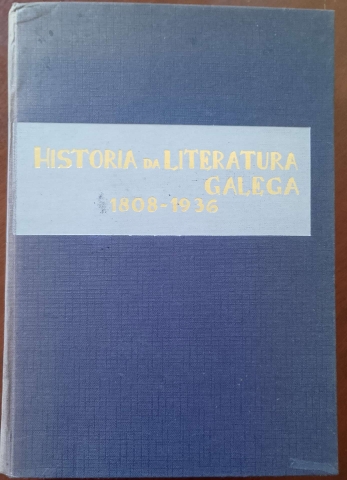 HISTORIA DA LITERATURA
GALEGA
1808-1936